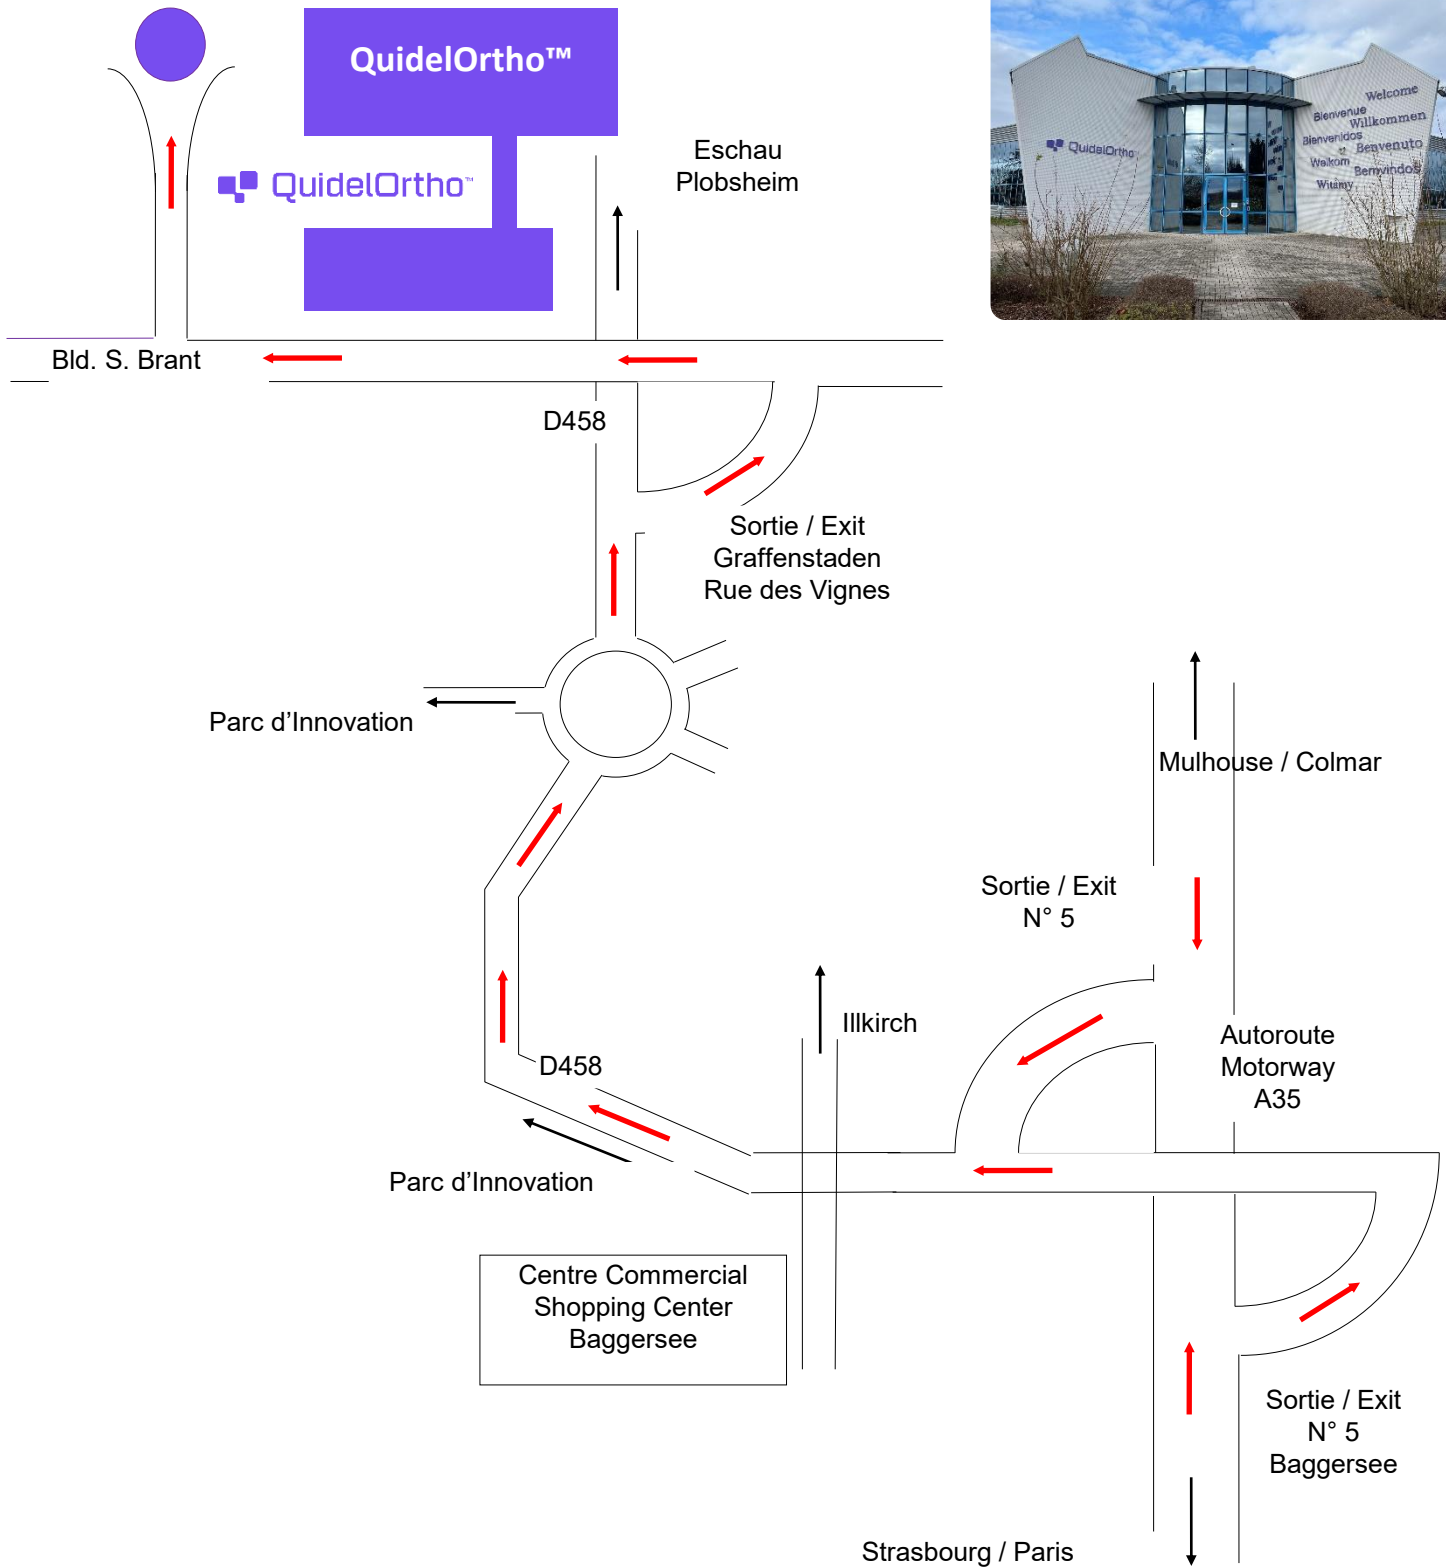 QuidelOrtho™
QuidelOrtho™
Eschau
Plobsheim
QuidelOrtho
Welcome
Bienvenue
Willkommen
Bienvenidos
Benvenuto
Welkom
Bemvindos
Witamy
Bld. S. Brant
D458
Sortie / Exit
Graffenstaden
Rue des Vignes
Parc d’Innovation
Mulhouse / Colmar
Sortie / Exit
N° 5
Illkirch
Autoroute
Motorway
A35
D458
Parc d’Innovation
Centre Commercial
Shopping Center
Baggersee
Sortie / Exit
N° 5
Baggersee
Strasbourg / Paris